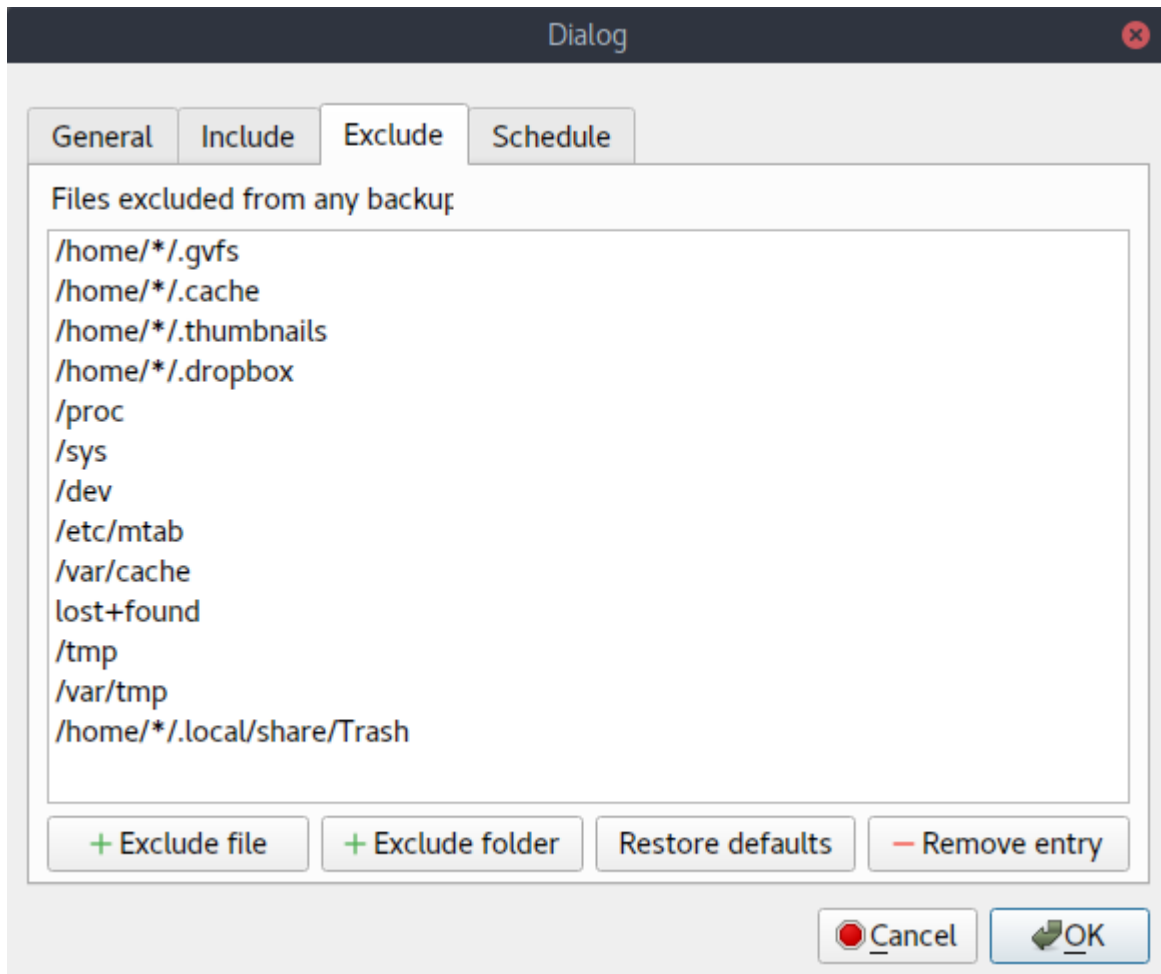 Dialog
General Include Exclude Schedule
Files excluded from any backup
/home/*/.gvfs
/home/*/.cache
/home/*/.thumbnails
/home/*/.dropbox
/proc
/sys
/dev
/etc/mtab
/var/cache
lost+found
/tmp
/var/tmp
/home/*/.local/share/Trash
+ Exclude file + Exclude folder Restore defaults − Remove entry
Cancel OK